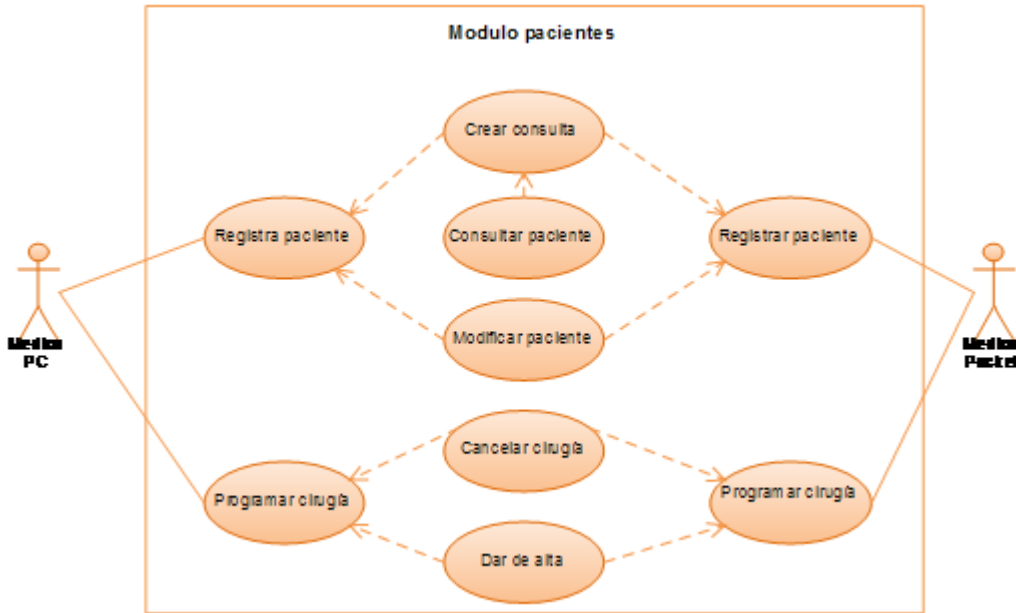 Modulo pacientes
Crear consulta
Registra paciente
Consultar paciente
Registrar paciente
Modificar paciente
PC
Cancelar cirugía
Programar cirugía
Programar cirugía
Dar de alta